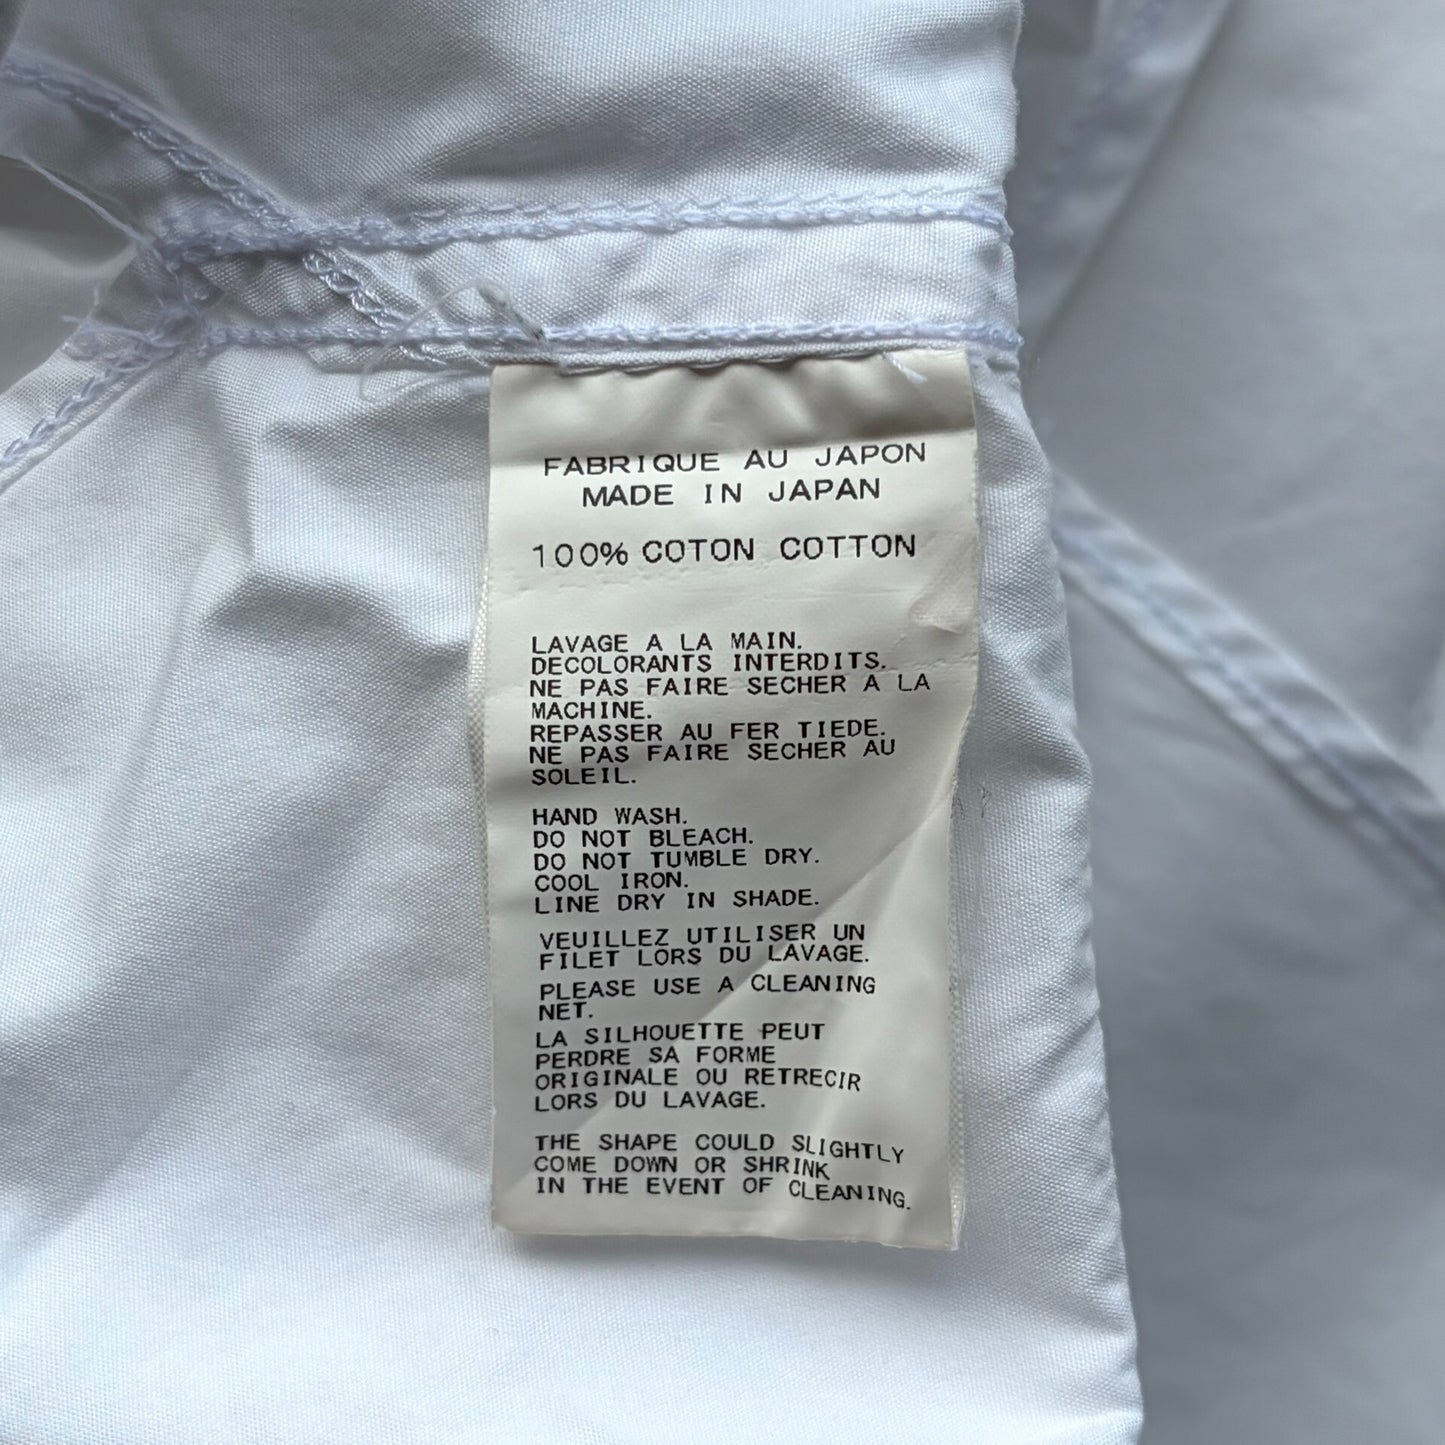 FABRIQUE AU JAPON
MADE IN JAPAN
100% COTON COTTON
LAVAGE A LA MAIN.
DECOLORANTS INTERDITS.
NE PAS FAIRE SECHER A LA
MACHINE.
REPASSER AU FER TIEDE.
NE PAS FAIRE SECHER AU
SOLEIL.
HAND WASH.
DO NOT BLEACH.
DO NOT TUMBLE DRY.
COOL IRON.
LINE DRY IN SHADE.
VEUILLEZ UTILISER UN
FILET LORS DU LAVAGE.
PLEASE USE A CLEANING
NET.
LA SILHOUETTE PEUT
PERDRE SA FORME
ORIGINALE OU RETRECIR
LORS DU LAVAGE.
THE SHAPE COULD SLIGHTLY
COME DOWN OR SHRINK
IN THE EVENT OF CLEANING.